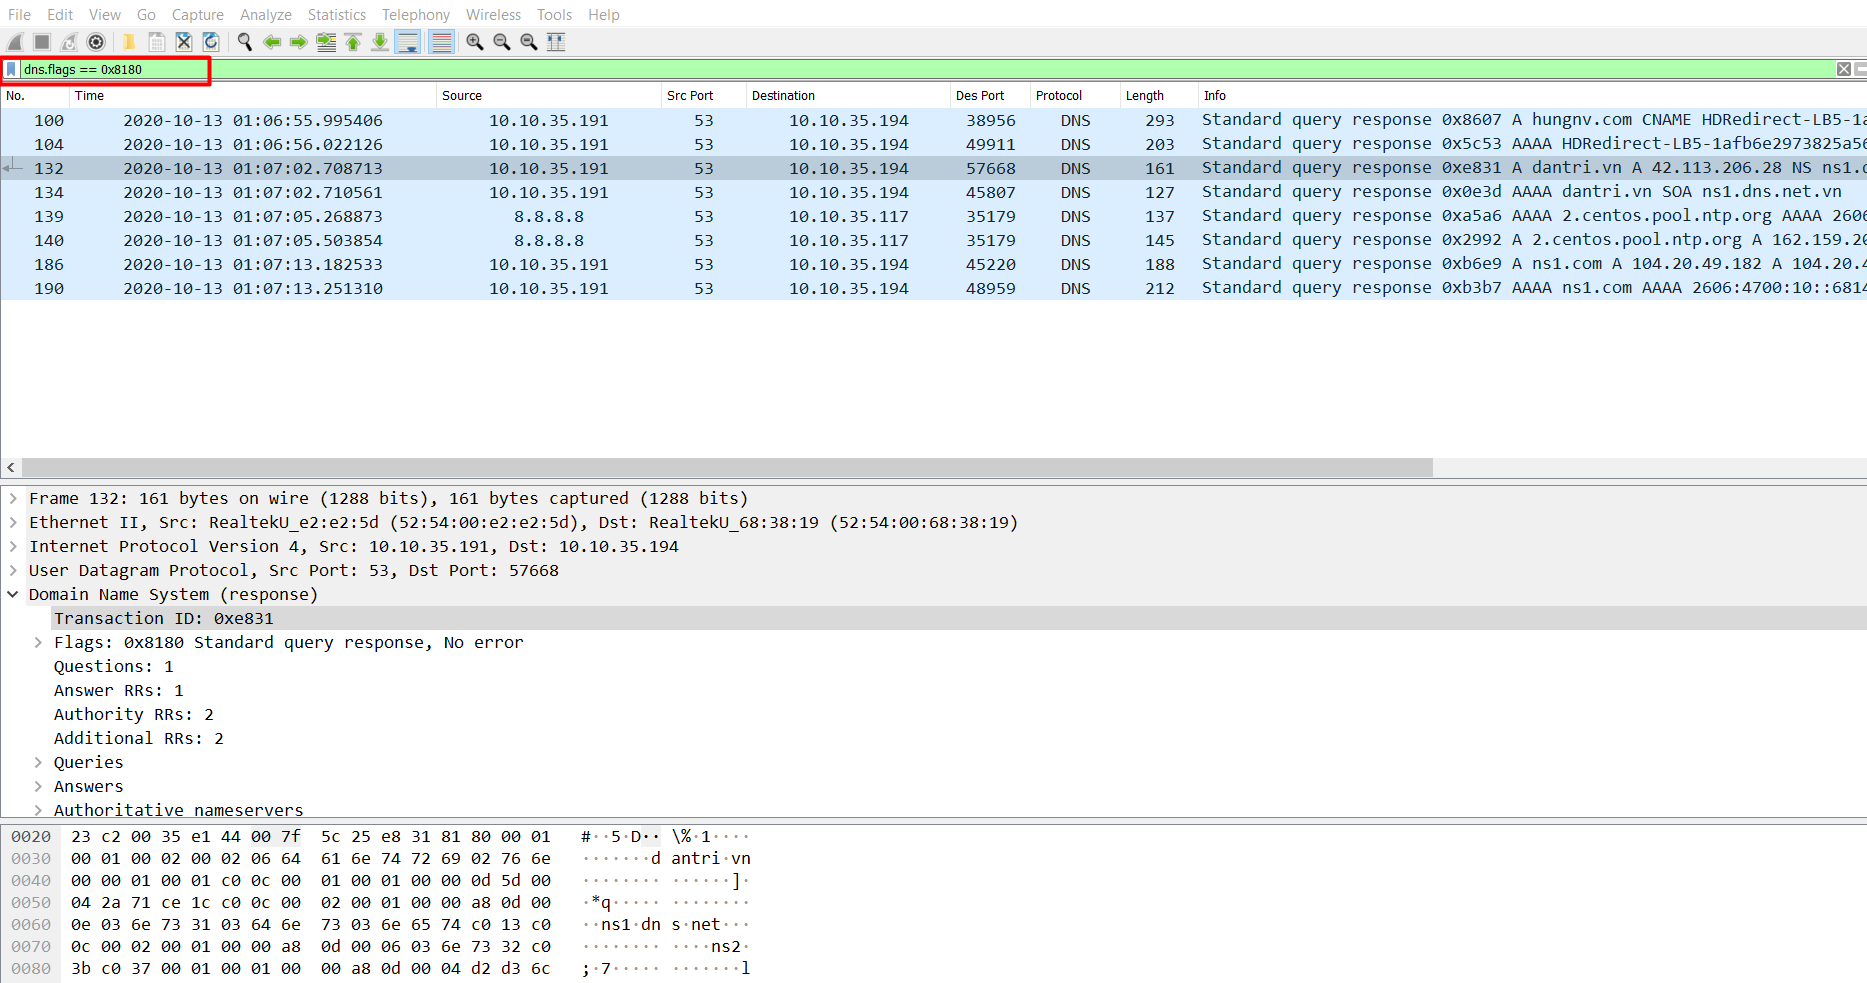 File Edit View Go Capture Analyze Statistics Telephony Wireless Tools Help
dns.flags == 0x8180
No. Time Source Src Port Destination Des Port Protocol Length Info
100 2020-10-13 01:06:55.995406 10.10.35.191 53 10.10.35.194 38956 DNS 293 Standard query response 0x8607 A hungnv.com CNAME HDRedirect-LB5-1a
104 2020-10-13 01:06:56.022126 10.10.35.191 53 10.10.35.194 49911 DNS 203 Standard query response 0x5c53 AAAA HDRedirect-LB5-1afb6e2973825a56
132 2020-10-13 01:07:02.708713 10.10.35.191 53 10.10.35.194 57668 DNS 161 Standard query response 0xe831 A dantri.vn A 42.113.206.28 NS ns1.d
134 2020-10-13 01:07:02.710561 10.10.35.191 53 10.10.35.194 45807 DNS 127 Standard query response 0x0e3d AAAA dantri.vn SOA ns1.dns.net.vn
139 2020-10-13 01:07:05.268873 8.8.8.8 53 10.10.35.117 35179 DNS 137 Standard query response 0xa5a6 AAAA 2.centos.pool.ntp.org AAAA 2606
140 2020-10-13 01:07:05.503854 8.8.8.8 53 10.10.35.117 35179 DNS 145 Standard query response 0x2992 A 2.centos.pool.ntp.org A 162.159.20
186 2020-10-13 01:07:13.182533 10.10.35.191 53 10.10.35.194 45220 DNS 188 Standard query response 0xb6e9 A ns1.com A 104.20.49.182 A 104.20.4
190 2020-10-13 01:07:13.251310 10.10.35.191 53 10.10.35.194 48959 DNS 212 Standard query response 0xb3b7 AAAA ns1.com AAAA 2606:4700:10::6814
Frame 132: 161 bytes on wire (1288 bits), 161 bytes captured (1288 bits)
Ethernet II, Src: RealtekU_e2:e2:5d (52:54:00:e2:e2:5d), Dst: RealtekU_68:38:19 (52:54:00:68:38:19)
Internet Protocol Version 4, Src: 10.10.35.191, Dst: 10.10.35.194
User Datagram Protocol, Src Port: 53, Dst Port: 57668
Domain Name System (response)
Transaction ID: 0xe831
Flags: 0x8180 Standard query response, No error
Questions: 1
Answer RRs: 1
Authority RRs: 2
Additional RRs: 2
Queries
Answers
Authoritative nameservers
0020 23 c2 00 35 e1 44 00 7f 5c 25 e8 31 81 80 00 01 #··5·D·· \%·1····
0030 00 01 00 02 00 02 06 64 61 6e 74 72 69 02 76 6e ·······d antri·vn
0040 00 00 01 00 01 c0 0c 00 01 00 01 00 00 0d 5d 00 ········ ······]·
0050 04 2a 71 ce 1c c0 0c 00 02 00 01 00 00 a8 0d 00 ·*q····· ········
0060 0e 03 6e 73 31 03 64 6e 73 03 6e 65 74 c0 13 c0 ··ns1·dn s·net···
0070 0c 00 02 00 01 00 00 a8 0d 00 06 03 6e 73 32 c0 ········ ····ns2·
0080 3b c0 37 00 01 00 01 00 00 a8 0d 00 04 d2 d3 6c ;·7····· ·······l